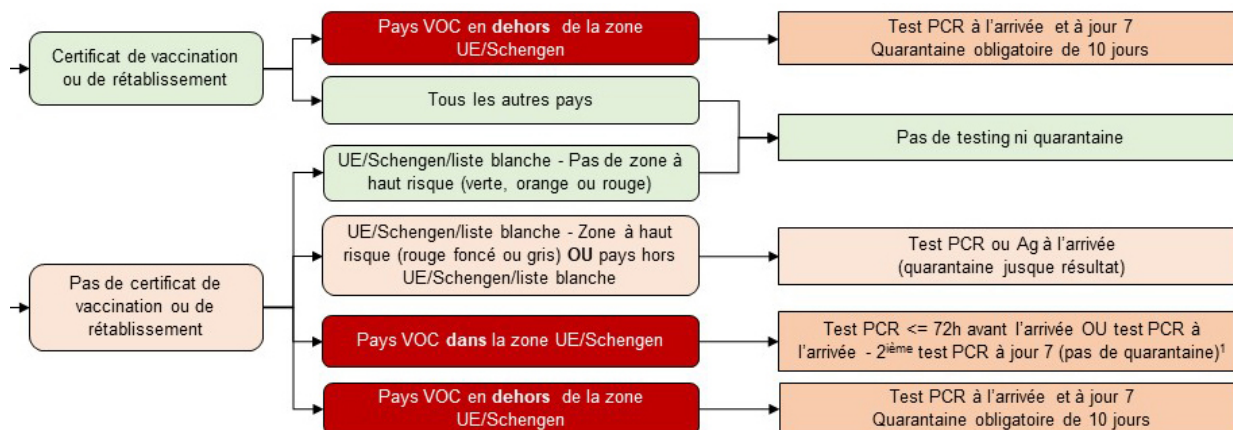 Certificat de vaccination
ou de rétablissement
Pays VOC en dehors de la zone
UE/Schengen
Test PCR à l'arrivée et à jour 7
Quarantaine obligatoire de 10 jours
Tous les autres pays
Pas de testing ni quarantaine
UE/Schengen/liste blanche - Pas de zone à
haut risque (verte, orange ou rouge)
Pas de certificat de
vaccination ou de
rétablissement
UE/Schengen/liste blanche - Zone à haut
risque (rouge foncé ou gris) OU pays hors
UE/Schengen/liste blanche
Test PCR ou Ag à l'arrivée
(quarantaine jusque résultat)
Pays VOC dans la zone UE/Schengen
Test PCR <= 72h avant l'arrivée OU test PCR à
l'arrivée - 2ième test PCR à jour 7 (pas de quarantaine)¹
Pays VOC en dehors de la zone
UE/Schengen
Test PCR à l'arrivée et à jour 7
Quarantaine obligatoire de 10 jours